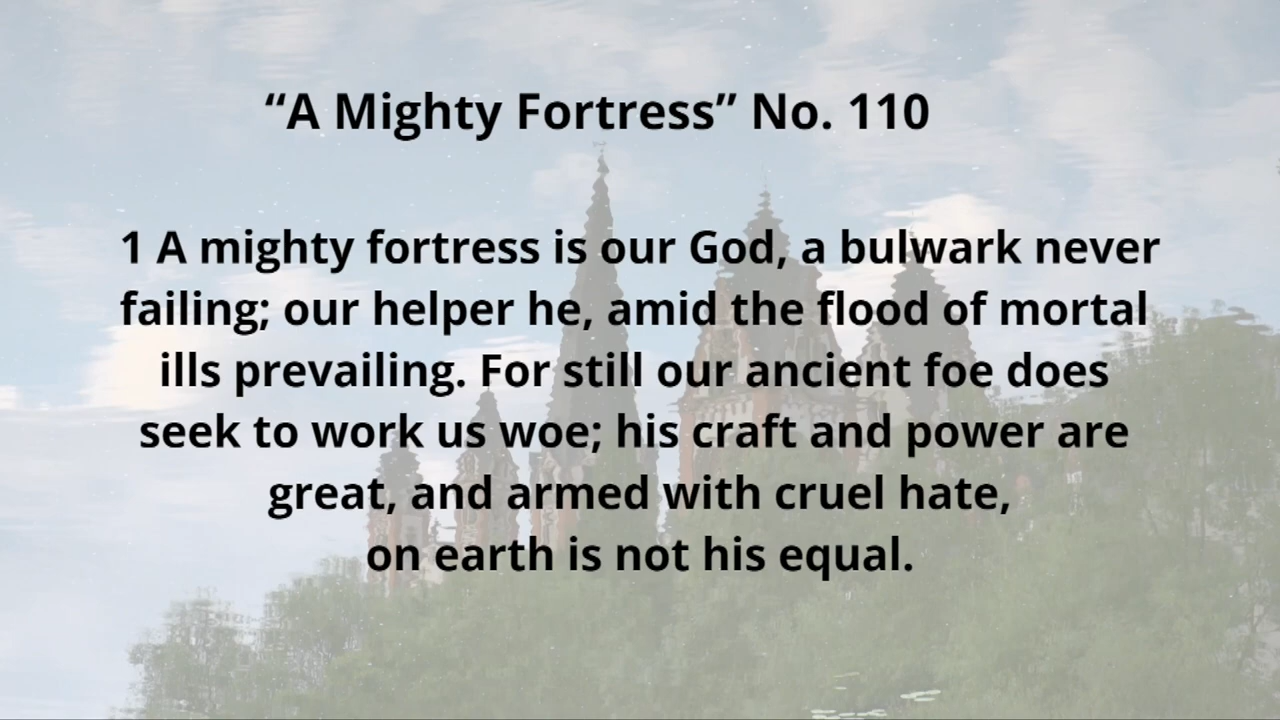 “A Mighty Fortress” No. 110
1 A mighty fortress is our God, a bulwark never
failing; our helper he, amid the flood of mortal
ills prevailing. For still our ancient foe does
seek to work us woe; his craft and power are
great, and armed with cruel hate,
on earth is not his equal.